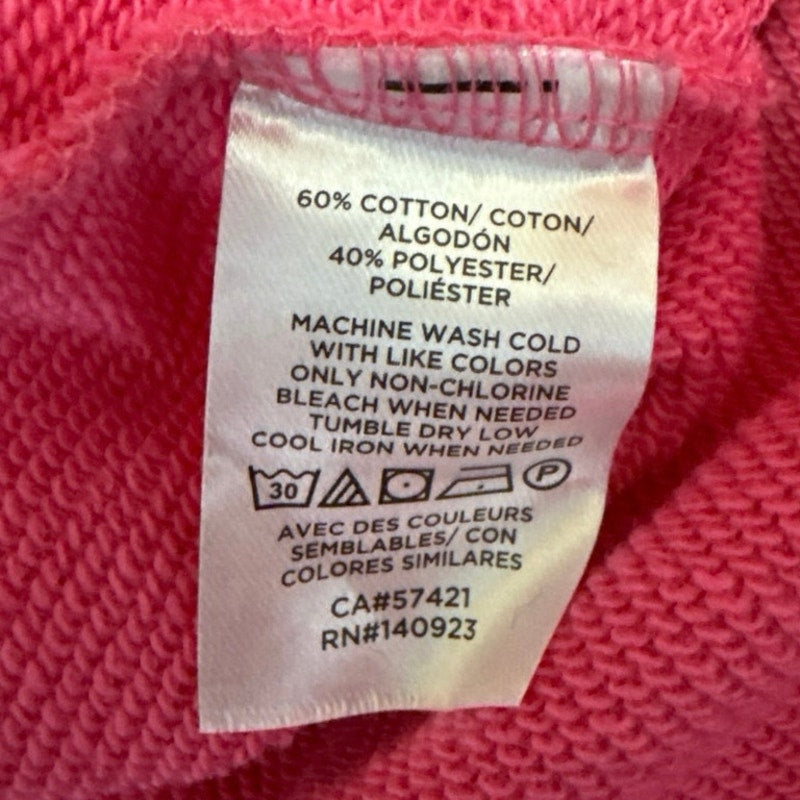 60% COTTON/ COTON/
ALGODÓN
40% POLYESTER/
POLIÉSTER
MACHINE WASH COLD
WITH LIKE COLORS
ONLY NON-CHLORINE
BLEACH WHEN NEEDED
TUMBLE DRY LOW
COOL IRON WHEN NEEDED
30 P
AVEC DES COULEURS
SEMBLABLES/ CON
COLORES SIMILARES
CA#57421
RN#140923